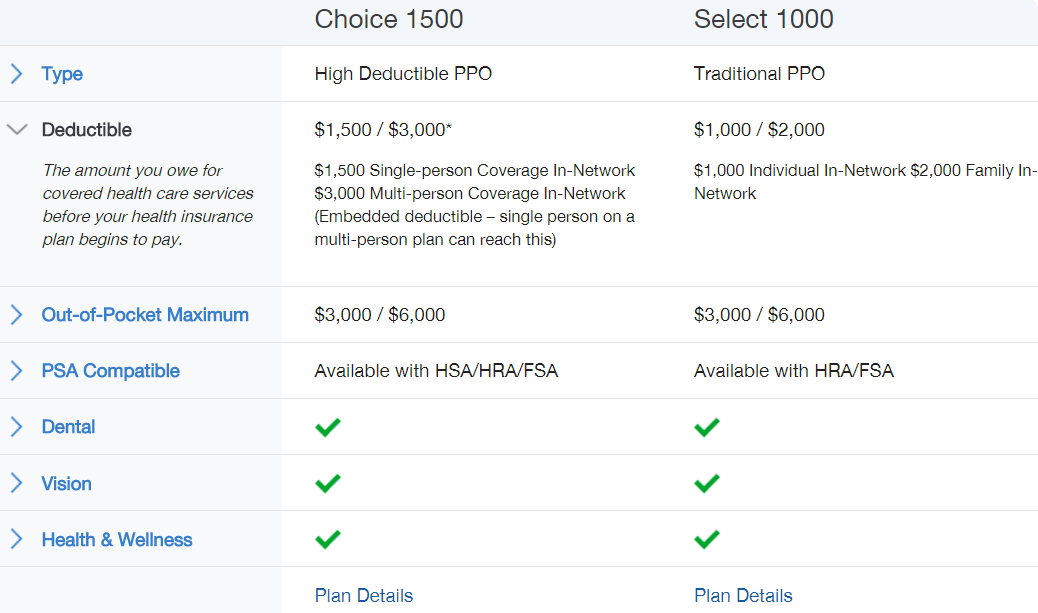 Choice 1500 Select 1000
Type High Deductible PPO Traditional PPO
Deductible $1,500 / $3,000* $1,000 / $2,000
The amount you owe for
covered health care services
before your health insurance
plan begins to pay.
$1,500 Single-person Coverage In-Network
$3,000 Multi-person Coverage In-Network
(Embedded deductible – single person on a
multi-person plan can reach this)
$1,000 Individual In-Network $2,000 Family In-
Network
Out-of-Pocket Maximum $3,000 / $6,000 $3,000 / $6,000
PSA Compatible Available with HSA/HRA/FSA Available with HRA/FSA
Dental
Vision
Health & Wellness
Plan Details Plan Details